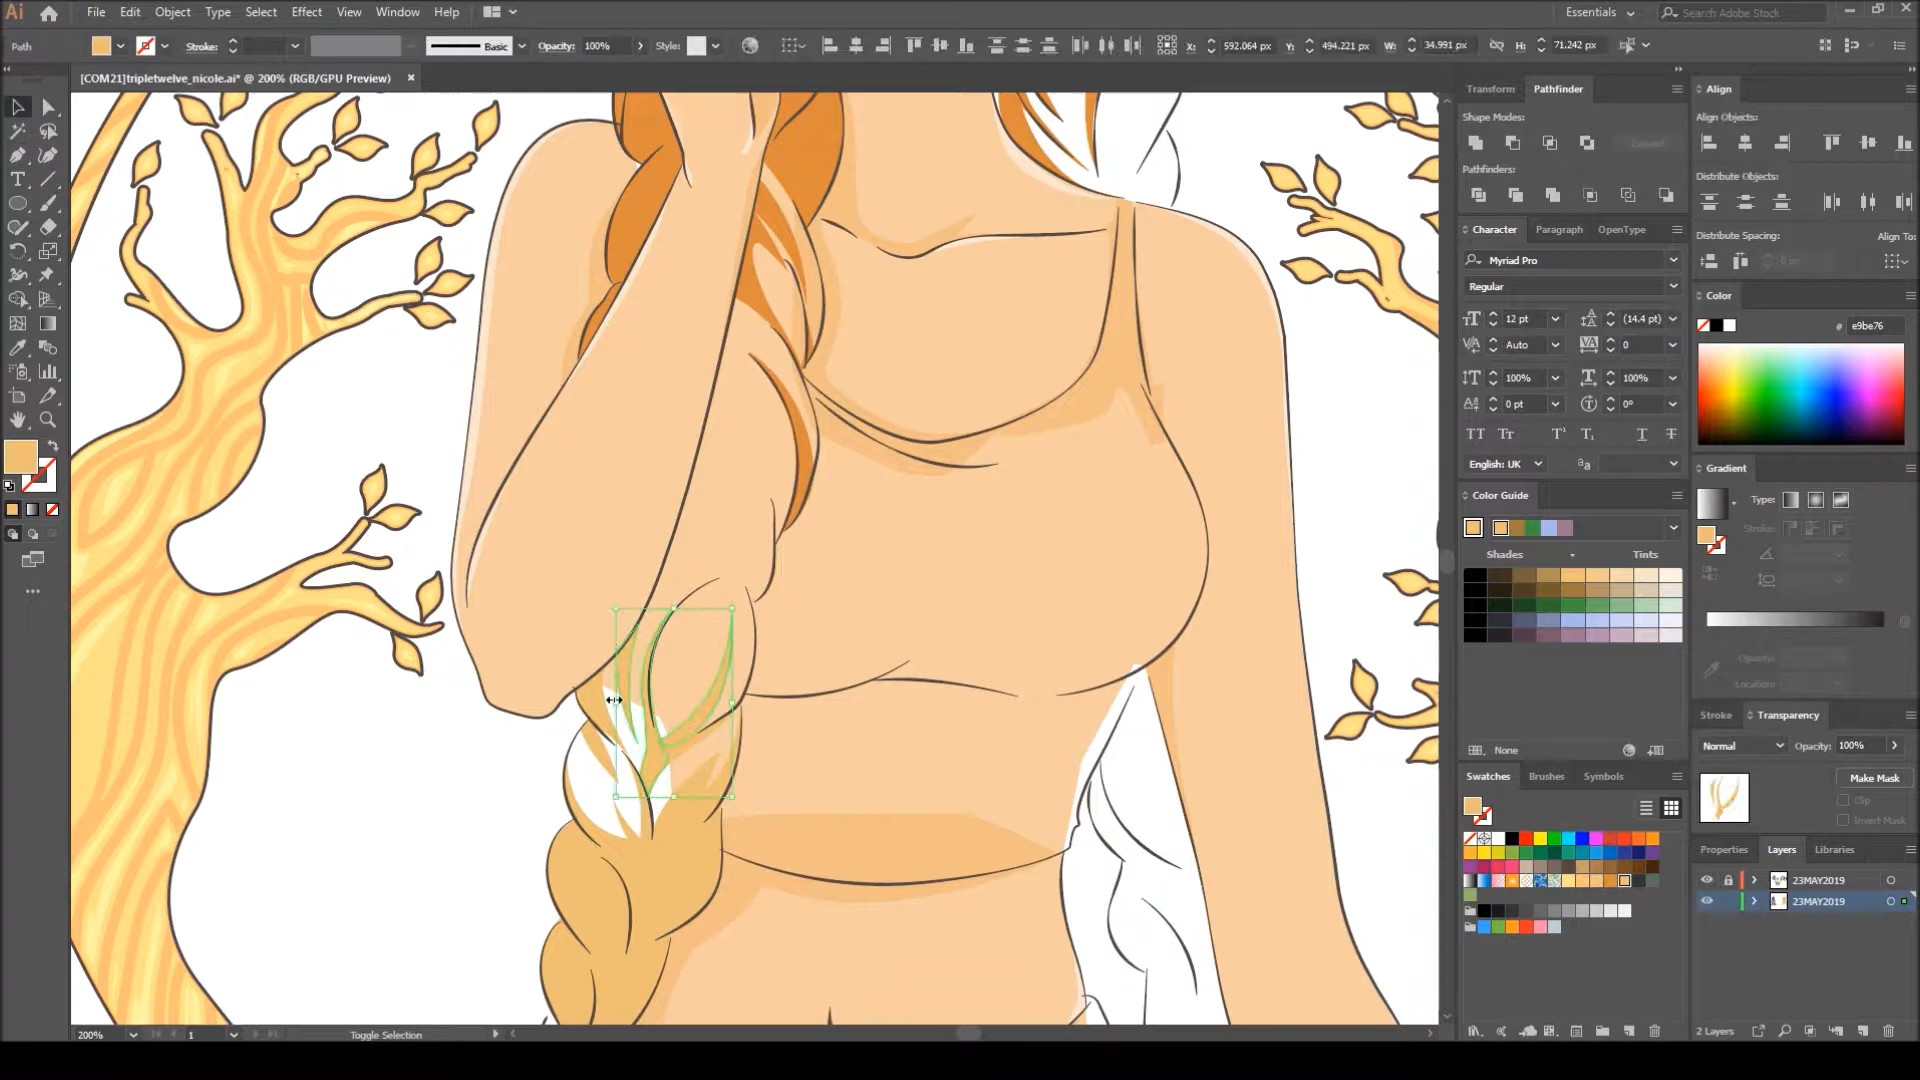 Ai File Edit Object Type Select Effect View Window Help Essentials Search Adobe Stock
Path Stroke: Basic Opacity: 100% Style: X: 592.064 px Y: 494.221 px W: 34.991 px H: 71.242 px
[COM21]tripletwelve_nicole.ai* @ 200% (RGB/GPU Preview)
Transform Pathfinder
Shape Modes:
Expand
Pathfinders:
Align
Align Objects:
Distribute Objects:
Distribute Spacing: Align To:
Character Paragraph OpenType
Myriad Pro
Regular
12 pt (14.4 pt)
Auto 0
100% 100%
0 pt 0°
English: UK
Color
# e9be76
Gradient
Type:
Stroke:
Opacity:
Location:
Color Guide
Shades Tints
None
Stroke Transparency
Normal Opacity: 100%
Make Mask
Clip
Invert Mask
Swatches Brushes Symbols
Properties Layers Libraries
23MAY2019
23MAY2019
2 Layers
200% 1 Toggle Selection